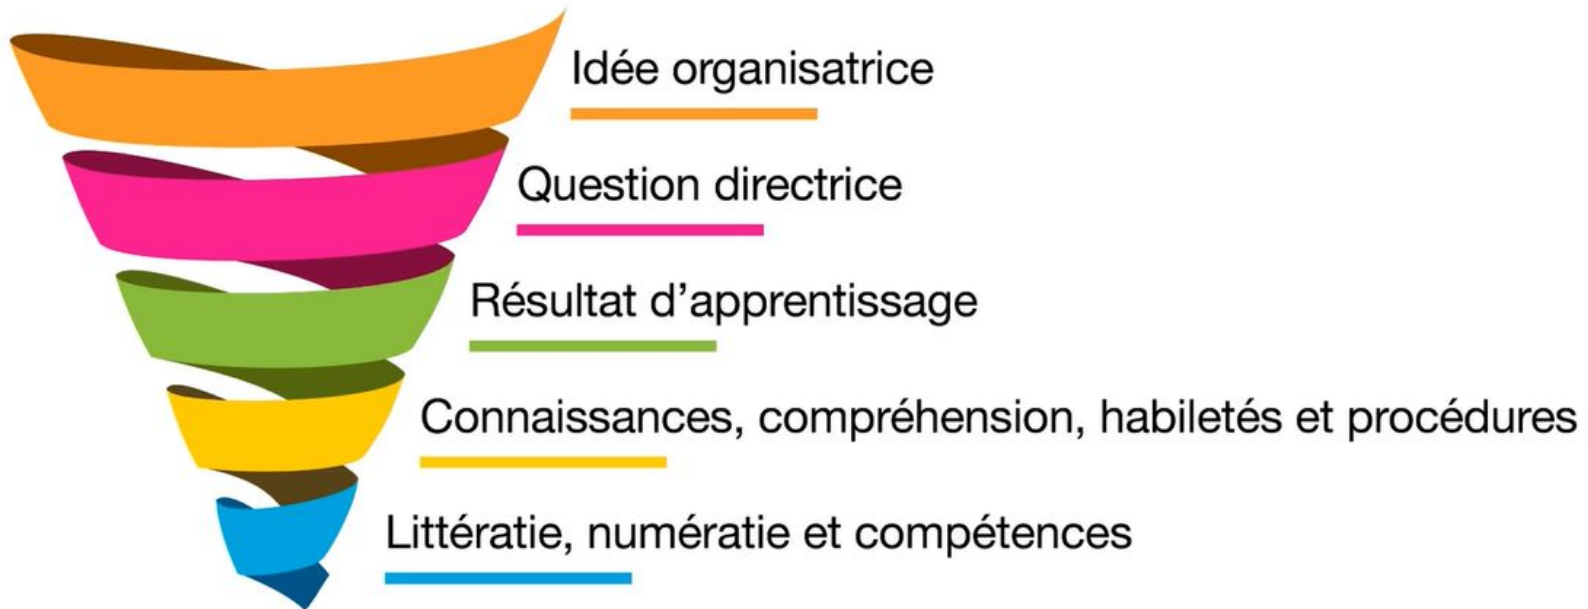 Idée organisatrice
Question directrice
Résultat d’apprentissage
Connaissances, compréhension, habiletés et procédures
Littératie, numératie et compétences